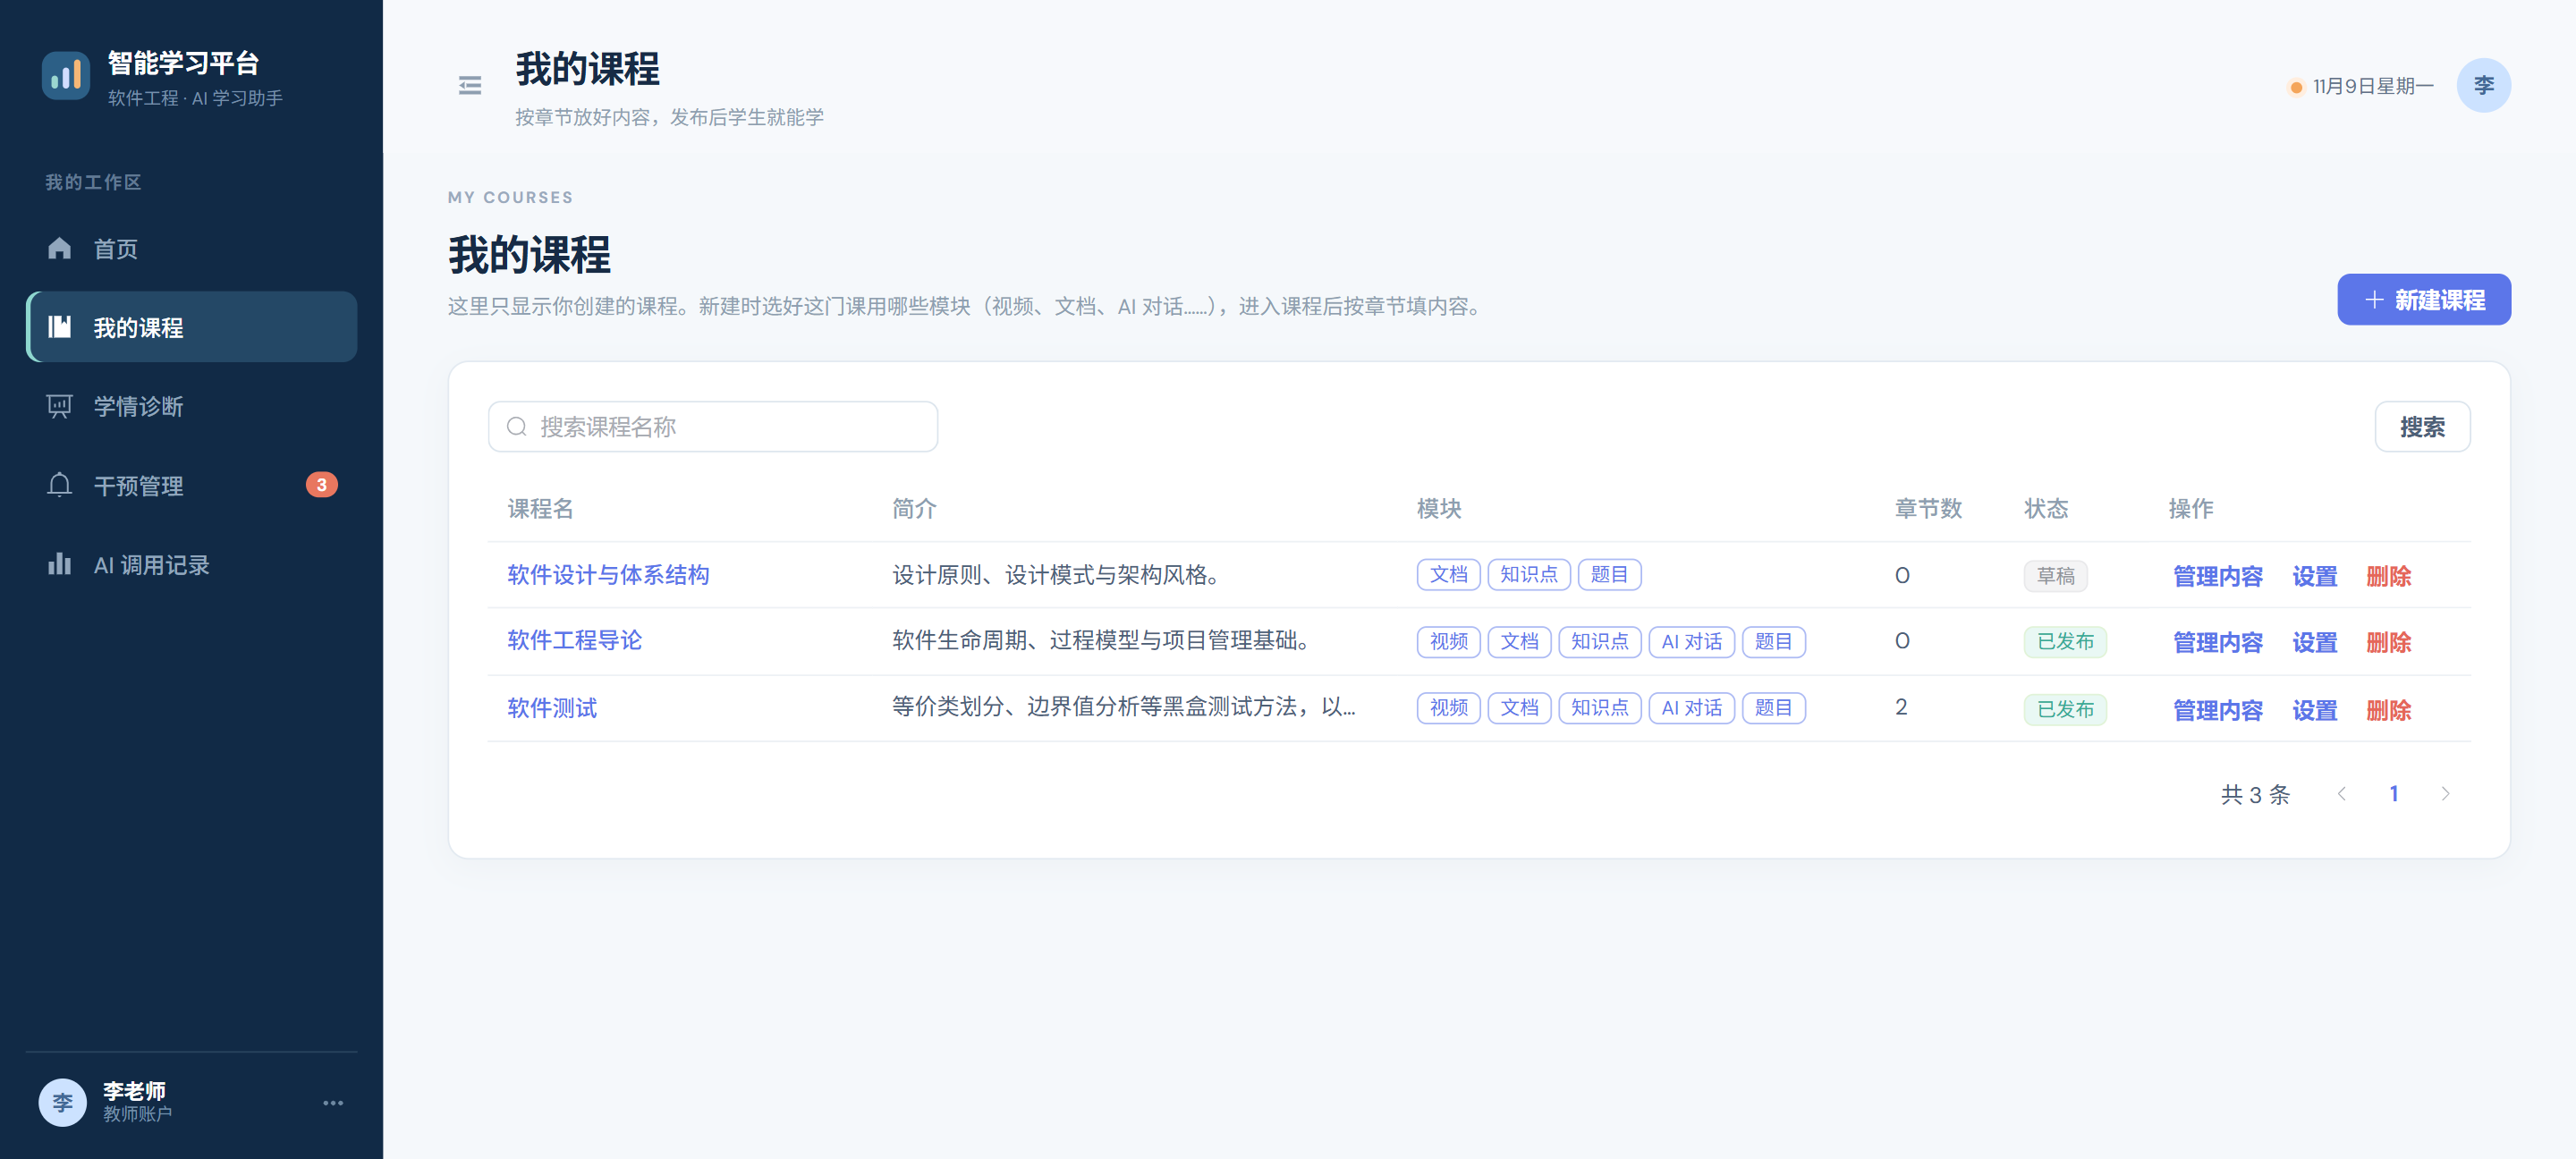 智能学习平台
软件工程 · AI 学习助手
我的工作区
首页
我的课程
学情诊断
干预管理 3
AI 调用记录
李 李老师
教师账户
我的课程
按章节放好内容，发布后学生就能学
11月9日星期一 李
MY COURSES
我的课程
这里只显示你创建的课程。新建时选好这门课用哪些模块（视频、文档、AI 对话……），进入课程后按章节填内容。
新建课程
搜索课程名称 搜索
课程名 简介 模块 章节数 状态 操作
软件设计与体系结构 设计原则、设计模式与架构风格。 文档 知识点 题目 0 草稿 管理内容 设置 删除
软件工程导论 软件生命周期、过程模型与项目管理基础。 视频 文档 知识点 AI 对话 题目 0 已发布 管理内容 设置 删除
软件测试 等价类划分、边界值分析等黑盒测试方法，以... 视频 文档 知识点 AI 对话 题目 2 已发布 管理内容 设置 删除
共 3 条 1